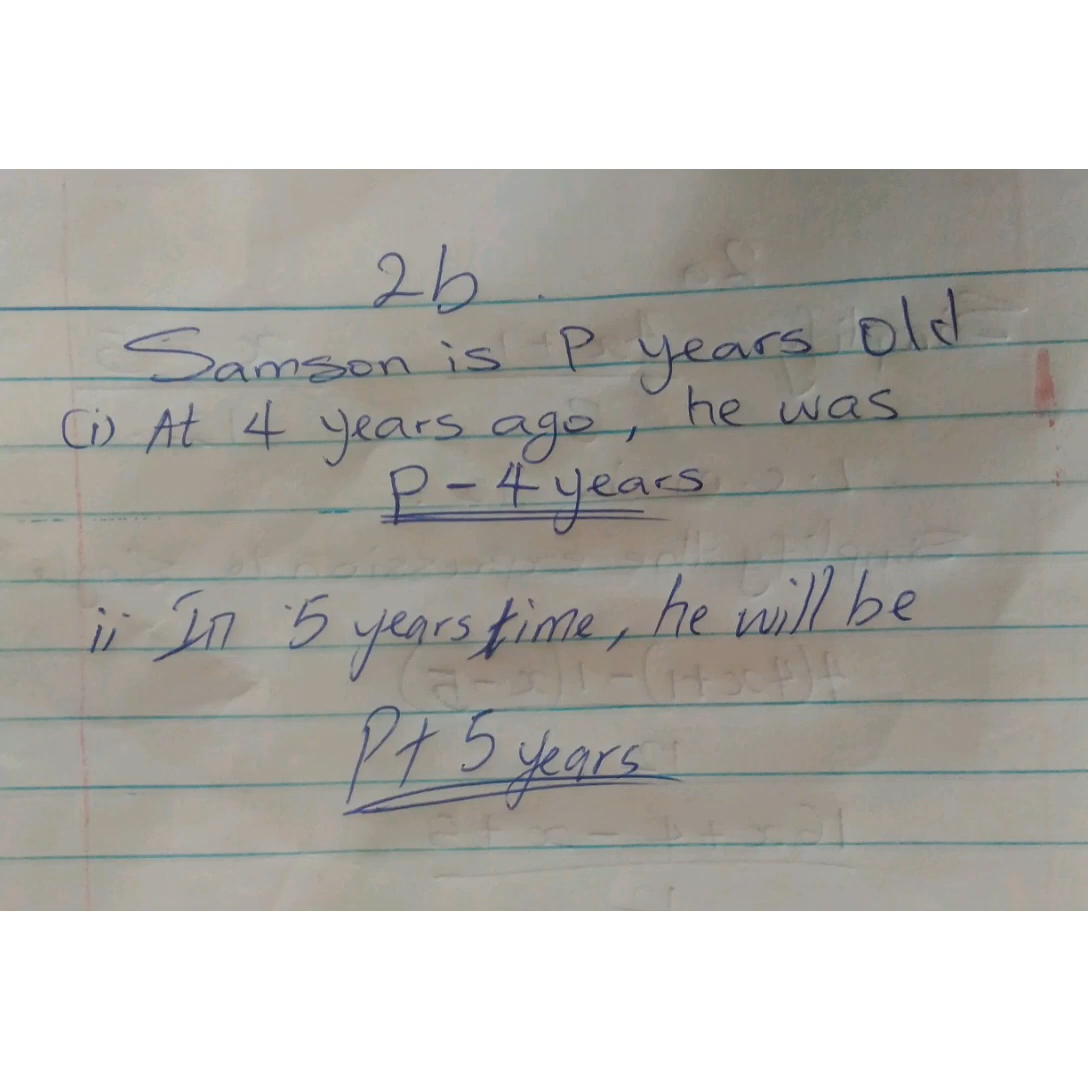 2b
Samson is P years old
(i) At 4 years ago, he was
P - 4 years
ii In 5 years time, he will be
P + 5 years